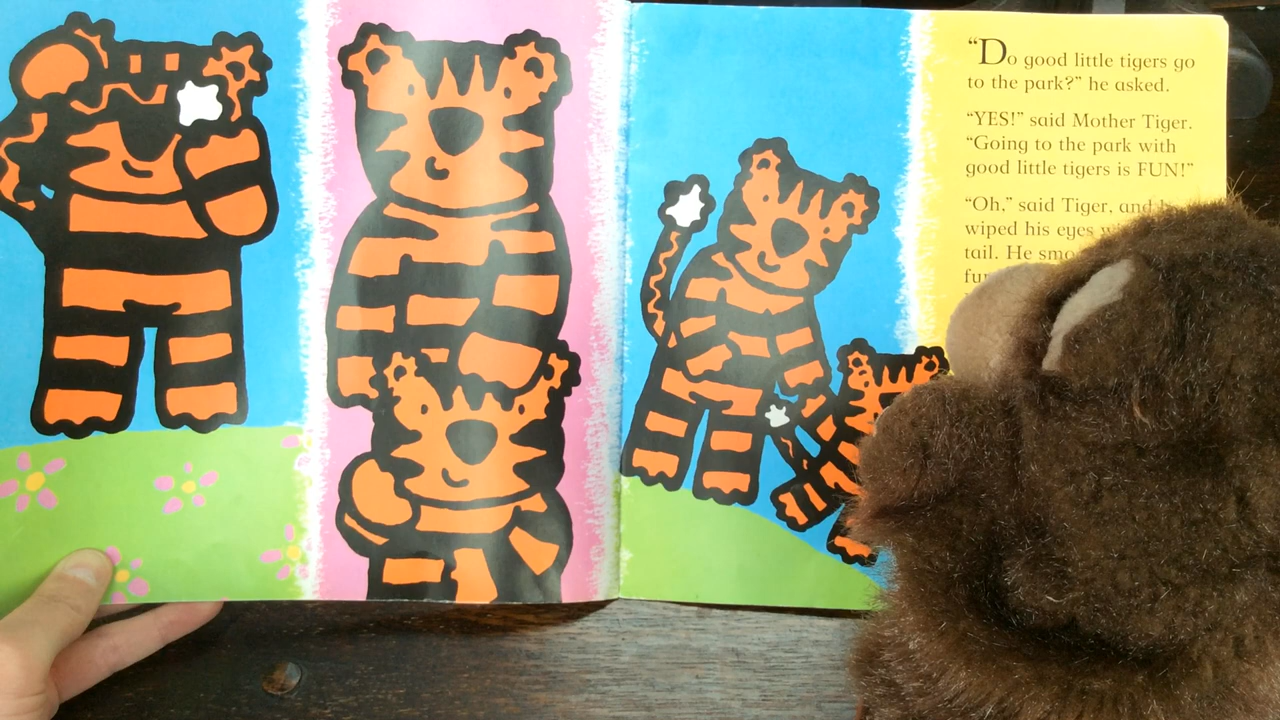 “Do good little tigers go
to the park?” he asked.
“YES!” said Mother Tiger.
“Going to the park with
good little tigers is FUN!”
“Oh,” said Tiger, and
wiped his eyes
tail. He